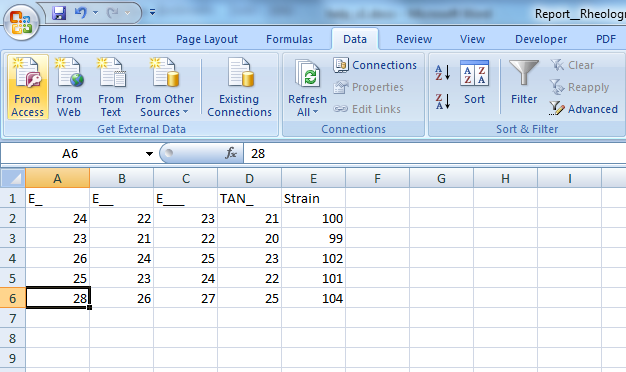 Report__Rheologr
Home Insert Page Layout Formulas Data Review View Developer PDF
From Access
From Web
From Text
From Other Sources
Existing Connections
Get External Data
Refresh All
Connections
Properties
Edit Links
Connections
Sort
Filter
Clear
Reapply
Advanced
Sort & Filter
A6 fx 28
A B C D E F G H I
1 E_ E__ E___ TAN_ Strain
2 24 22 23 21 100
3 23 21 22 20 99
4 26 24 25 23 102
5 25 23 24 22 101
6 28 26 27 25 104
7
8
9